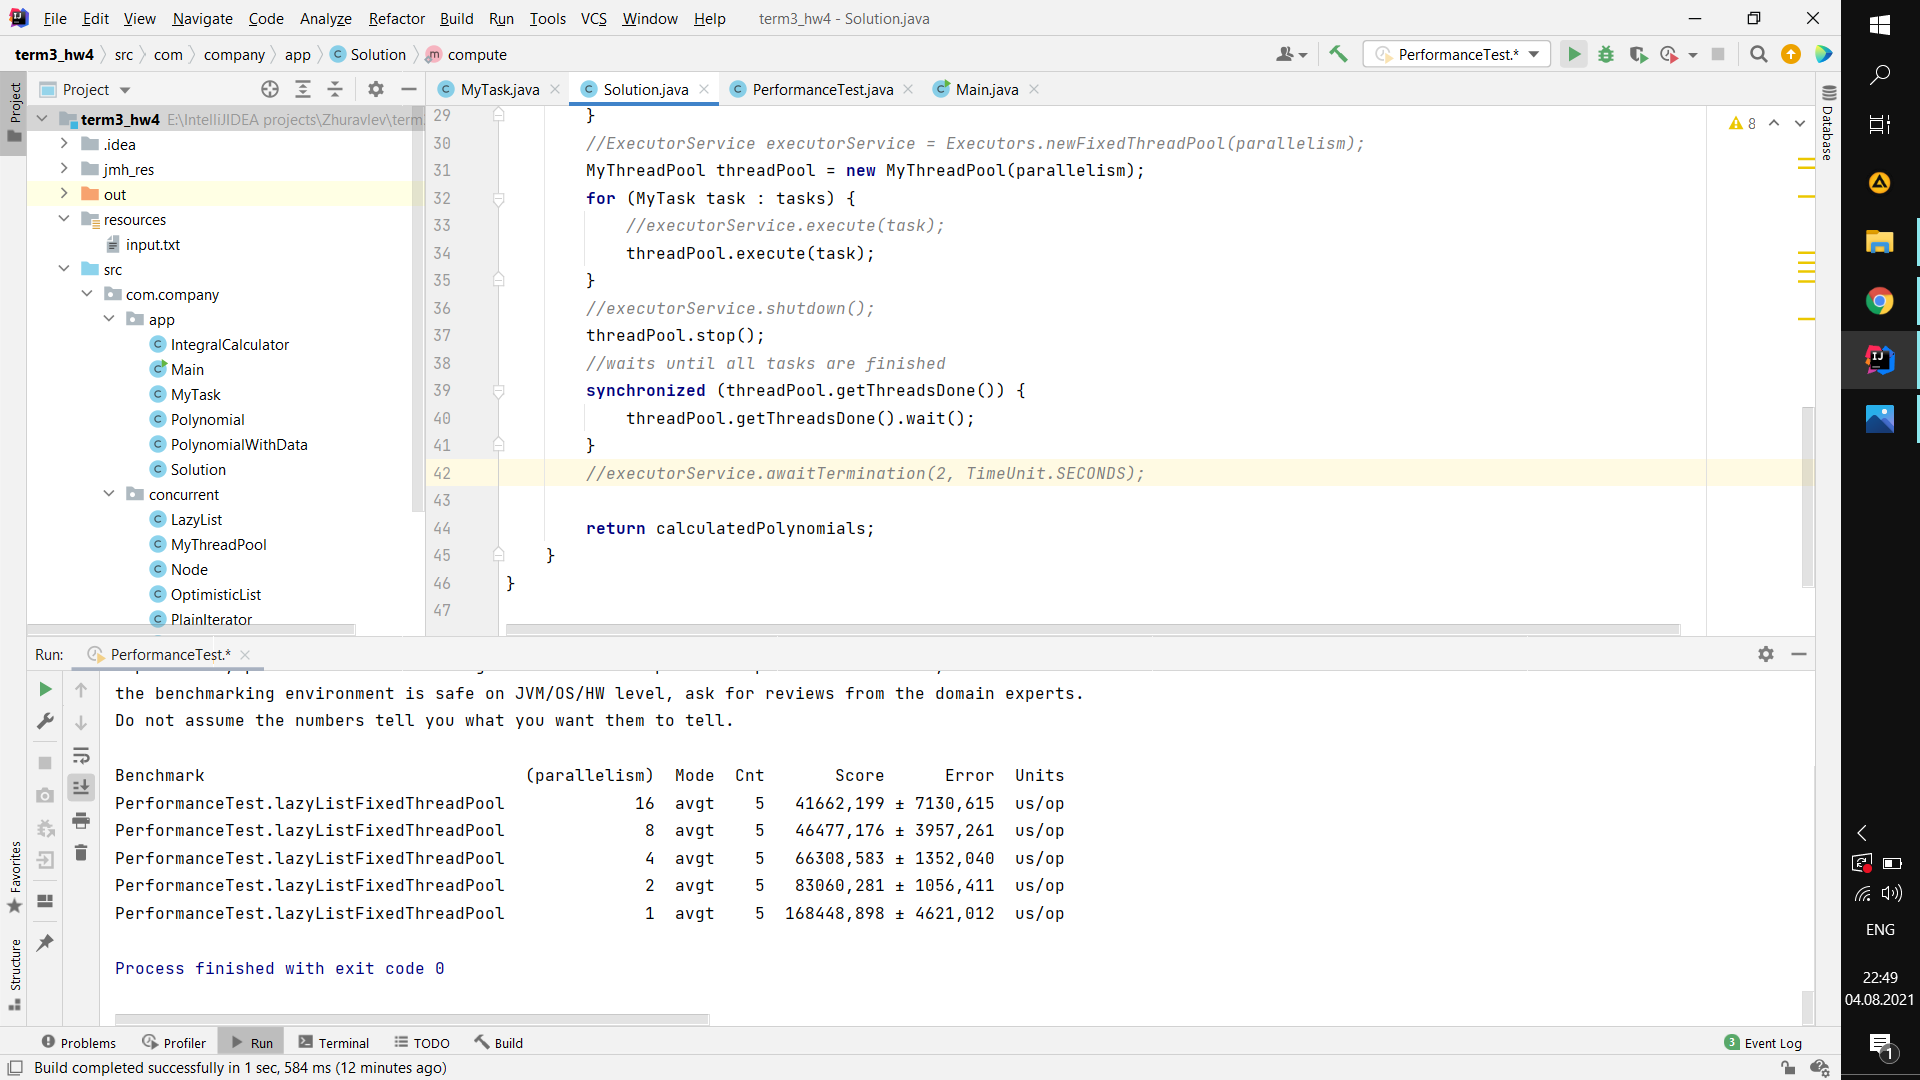 File Edit View Navigate Code Analyze Refactor Build Run Tools VCS Window Help term3_hw4 - Solution.java
term3_hw4 src com company app Solution compute PerformanceTest.*
Project MyTask.java Solution.java PerformanceTest.java Main.java
Project
Database
term3_hw4 E:\IntelliJIDEA projects\Zhuravlev\term
.idea
jmh_res
out
resources
input.txt
src
com.company
app
IntegralCalculator
Main
MyTask
Polynomial
PolynomialWithData
Solution
concurrent
LazyList
MyThreadPool
Node
OptimisticList
PlainIterator
8
29 }
30 //ExecutorService executorService = Executors.newFixedThreadPool(parallelism);
31 MyThreadPool threadPool = new MyThreadPool(parallelism);
32 for (MyTask task : tasks) {
33 //executorService.execute(task);
34 threadPool.execute(task);
35 }
36 //executorService.shutdown();
37 threadPool.stop();
38 //waits until all tasks are finished
39 synchronized (threadPool.getThreadsDone()) {
40 threadPool.getThreadsDone().wait();
41 }
42 //executorService.awaitTermination(2, TimeUnit.SECONDS);
43
44 return calculatedPolynomials;
45 }
46 }
47
Run: PerformanceTest.*
the benchmarking environment is safe on JVM/OS/HW level, ask for reviews from the domain experts.
Do not assume the numbers tell you what you want them to tell.
Benchmark (parallelism) Mode Cnt Score Error Units
PerformanceTest.lazyListFixedThreadPool 16 avgt 5 41662,199 ± 7130,615 us/op
PerformanceTest.lazyListFixedThreadPool 8 avgt 5 46477,176 ± 3957,261 us/op
PerformanceTest.lazyListFixedThreadPool 4 avgt 5 66308,583 ± 1352,040 us/op
PerformanceTest.lazyListFixedThreadPool 2 avgt 5 83060,281 ± 1056,411 us/op
PerformanceTest.lazyListFixedThreadPool 1 avgt 5 168448,898 ± 4621,012 us/op
Process finished with exit code 0
Favorites
Structure
Problems Profiler Run Terminal TODO Build 3 Event Log
Build completed successfully in 1 sec, 584 ms (12 minutes ago)
ENG
22:49
04.08.2021
1